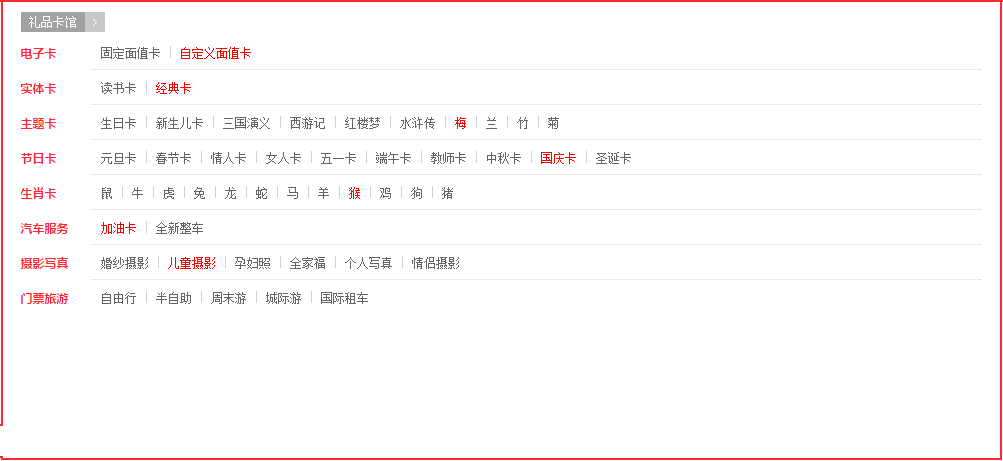 礼品卡馆 >
电子卡 固定面值卡 自定义面值卡
实体卡 读书卡 经典卡
主题卡 生日卡 新生儿卡 三国演义 西游记 红楼梦 水浒传 梅 兰 竹 菊
节日卡 元旦卡 春节卡 情人卡 女人卡 五一卡 端午卡 教师卡 中秋卡 国庆卡 圣诞卡
生肖卡 鼠 牛 虎 兔 龙 蛇 马 羊 猴 鸡 狗 猪
汽车服务 加油卡 全新整车
摄影写真 婚纱摄影 儿童摄影 孕妇照 全家福 个人写真 情侣摄影
门票旅游 自由行 半自助 周末游 城际游 国际租车